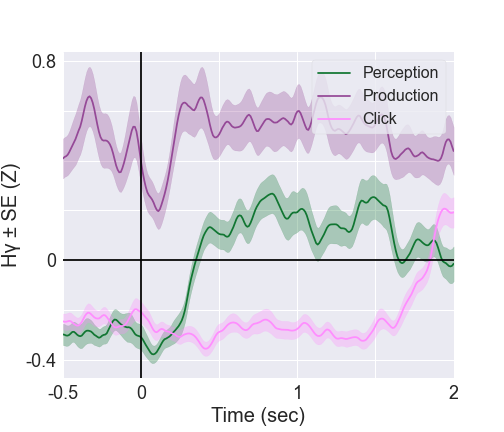 0.8
0
-0.4
Hγ ± SE (Z)
Perception
Production
Click
-0.5
0
1
2
Time (sec)